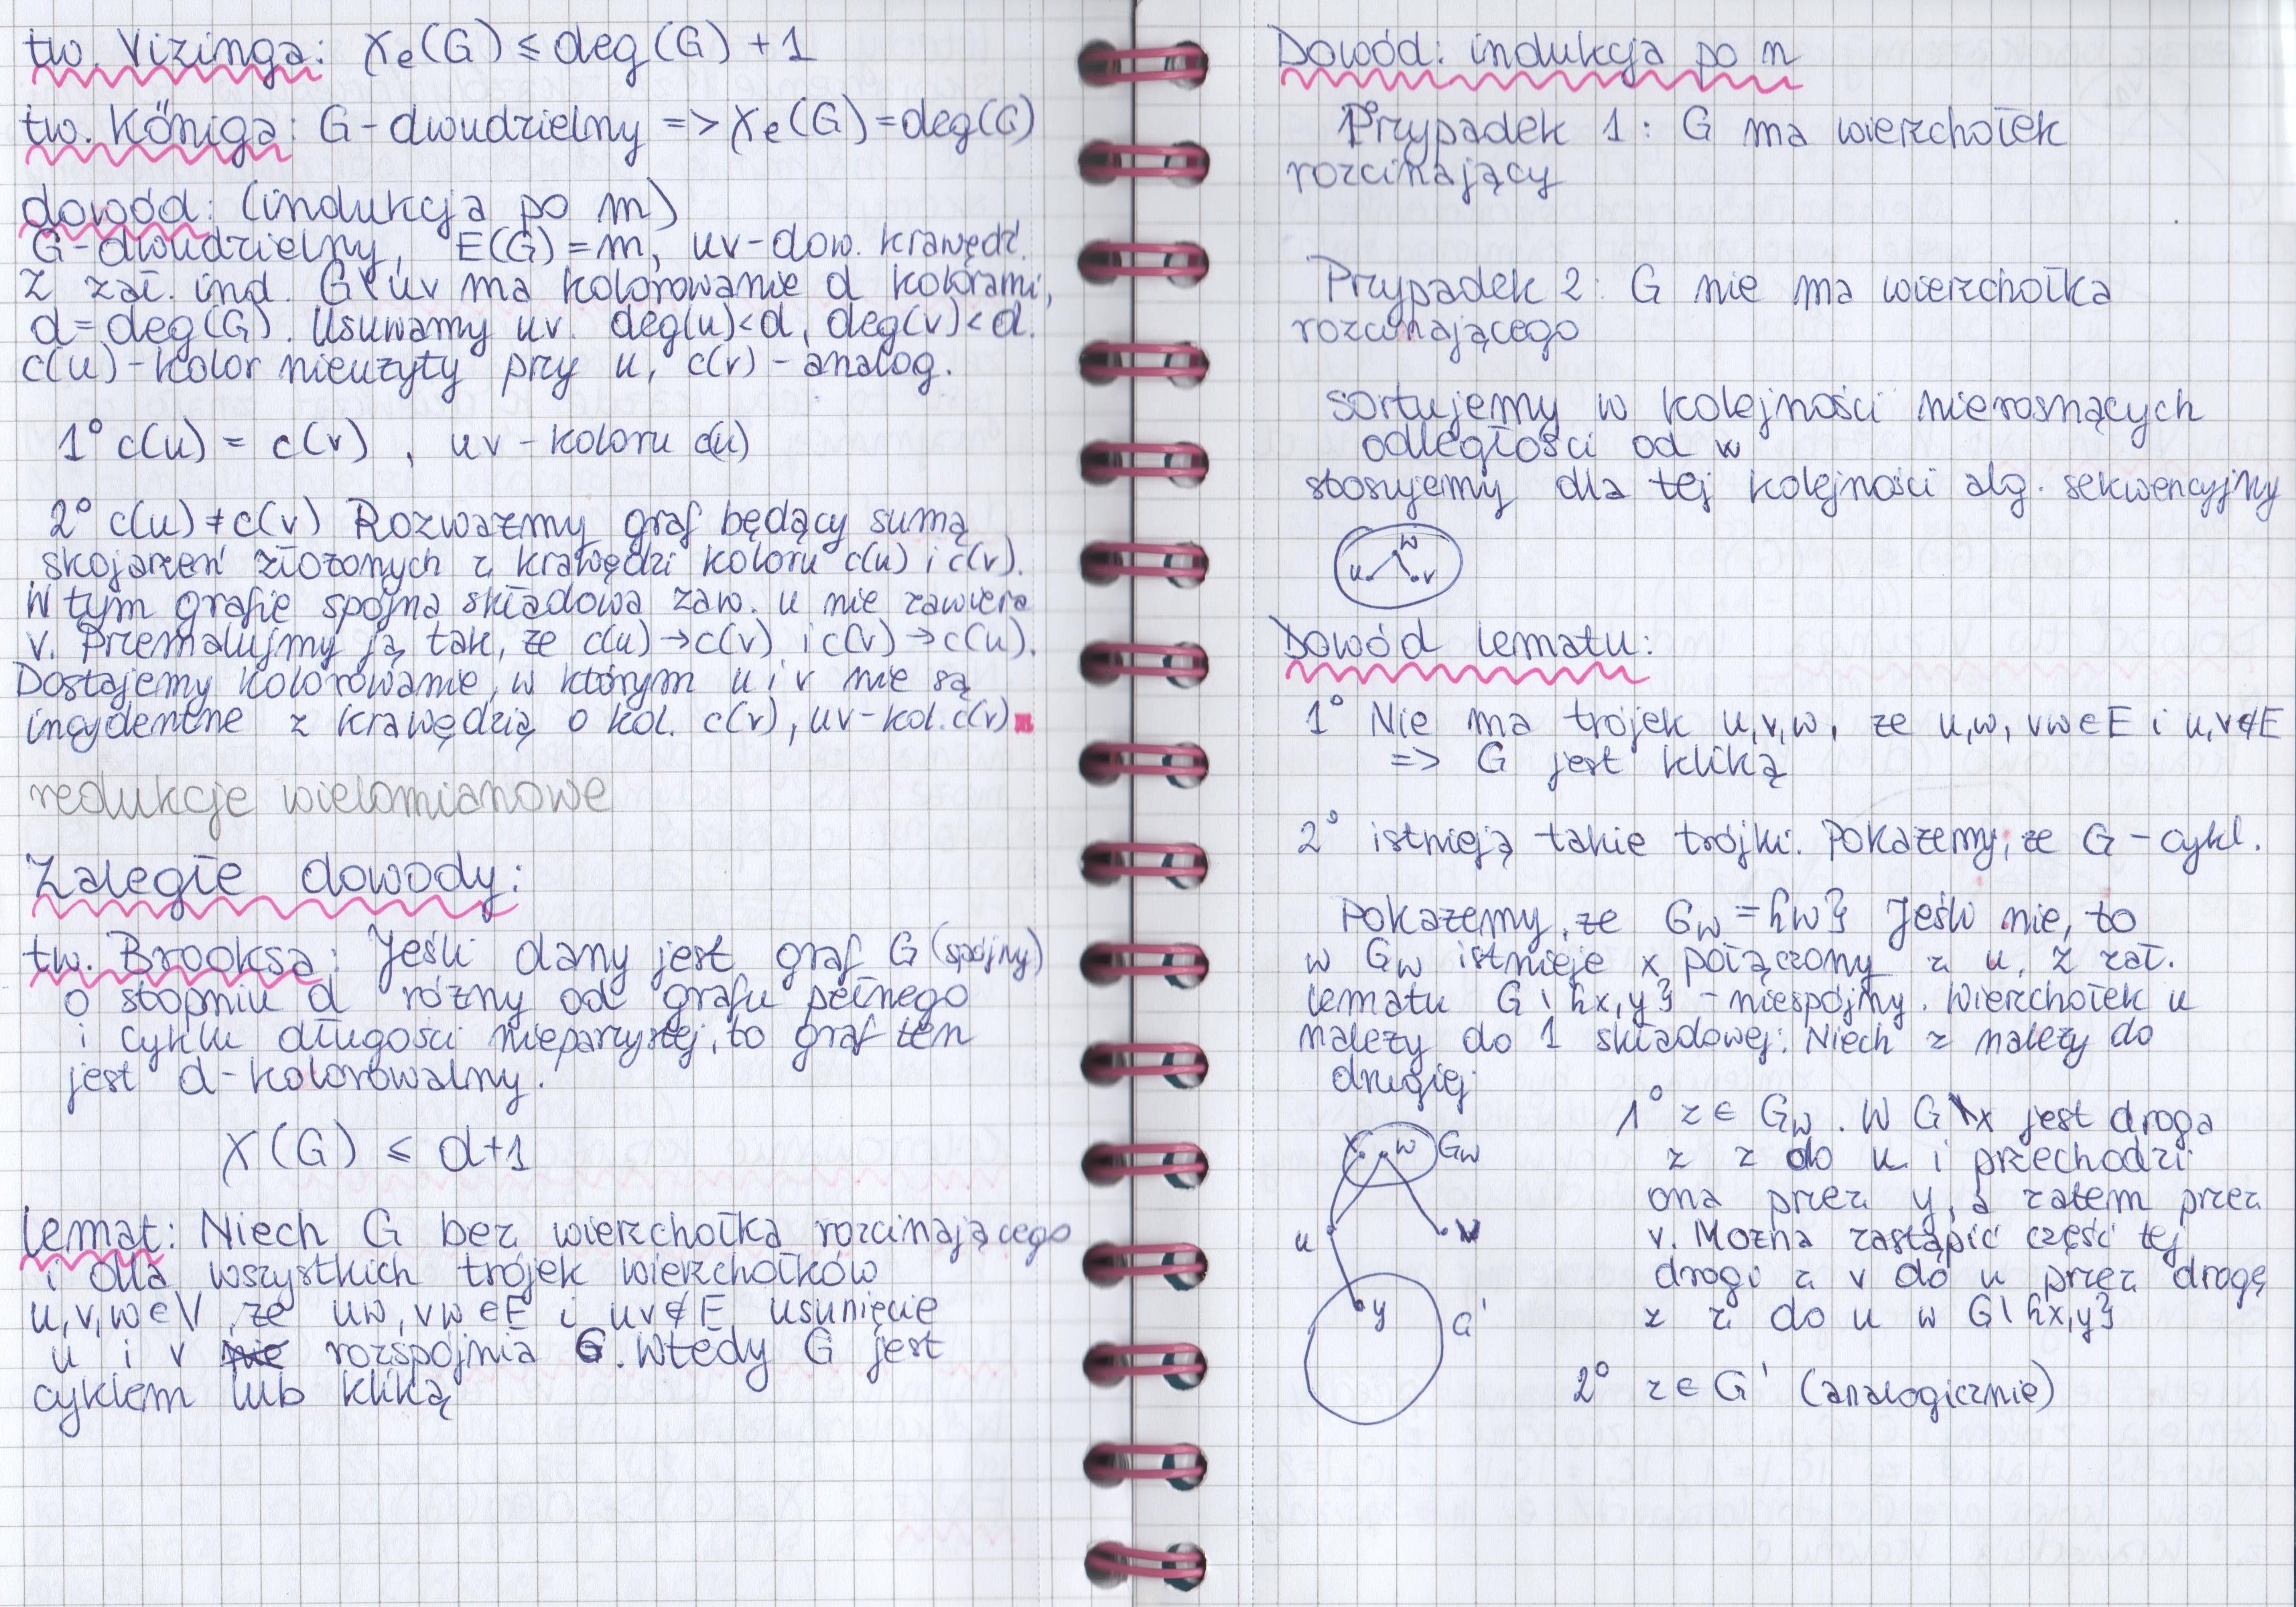 tw. Vizinga: χe(G) ≤ deg(G) + 1
tw. Königa: G-dwudzielny => χe(G) = deg(G)
dowód: (indukcja po m)
G-dwudzielny, E(G) = m, uv-dow. krawędź.
Z zał. ind. G\uv ma kolorowanie d kolorami,
d = deg(G). Usuwamy uv. deg(u)<d, deg(v)<d.
c(u)-kolor nieużyty przy u, c(v) - analog.
1° c(u) = c(v) , uv - koloru c(u)
2° c(u) ≠ c(v) Rozważmy graf będący sumą
skojarzeń złożonych z krawędzi koloru c(u) i c(v).
W tym grafie spójna składowa zaw. u nie zawiera
v. Przemalujmy ją tak, że c(u) → c(v) i c(v) → c(u).
Dostajemy kolorowanie, w którym u i v nie są
incydentne z krawędzią o kol. c(v), uv-kol. c(v)
redukcje wielomianowe
Zaległe dowody:
tw. Brooksa: Jeśli dany jest graf G (spójny)
o stopniu d różny od grafu pełnego
i cyklu długości nieparzystej, to graf ten
jest d-kolorowalny.
χ(G) ≤ d+1
lemat: Niech G bez wierzchołka rozcinającego
i dla wszystkich trójek wierzchołków
u,v,w∈V, że uw, vw∈E i uv∉E usunięcie
u i v nie rozspójnia G. Wtedy G jest
cyklem lub kliką
Dowód: indukcja po n
Przypadek 1: G ma wierzchołek
rozcinający
Przypadek 2: G nie ma wierzchołka
rozcinającego
sortujemy w kolejności nierosnących
odległości od w
stosujemy dla tej kolejności alg. sekwencyjny
w
u v
Dowód lematu:
1° Nie ma trójek u,v,w, że u,w, vw∈E i u,v∉E
=> G jest kliką
2° istnieją takie trójki. Pokażemy, że G - cykl.
Pokażemy, że Gw = {w} Jeśli nie, to
w Gw istnieje x połączony z u, z zał.
lematu G \ {x,y} - niespójny. Wierzchołek u
należy do 1 składowej. Niech z należy do
drugiej
1° z∈ Gw. W G\x jest droga
z z do u i przechodzi
ona przez y, a zatem przez
v. Można zastąpić część tej
drogi z v do u przez drogę
z z do u w G\{x,y}
x w Gw
u v
y G'
2° z∈G' (analogicznie)